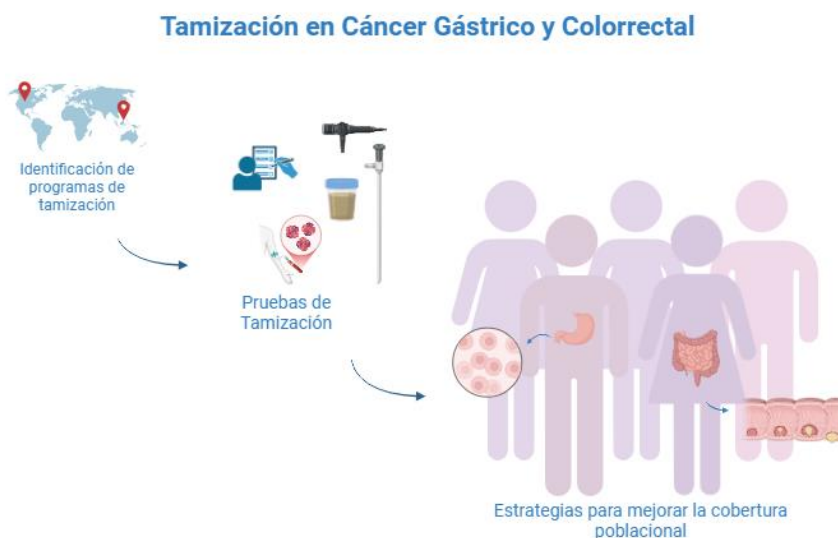 Tamización en Cáncer Gástrico y Colorrectal
Identificación de
programas de
tamización
Pruebas de
Tamización
Estrategias para mejorar la cobertura
poblacional